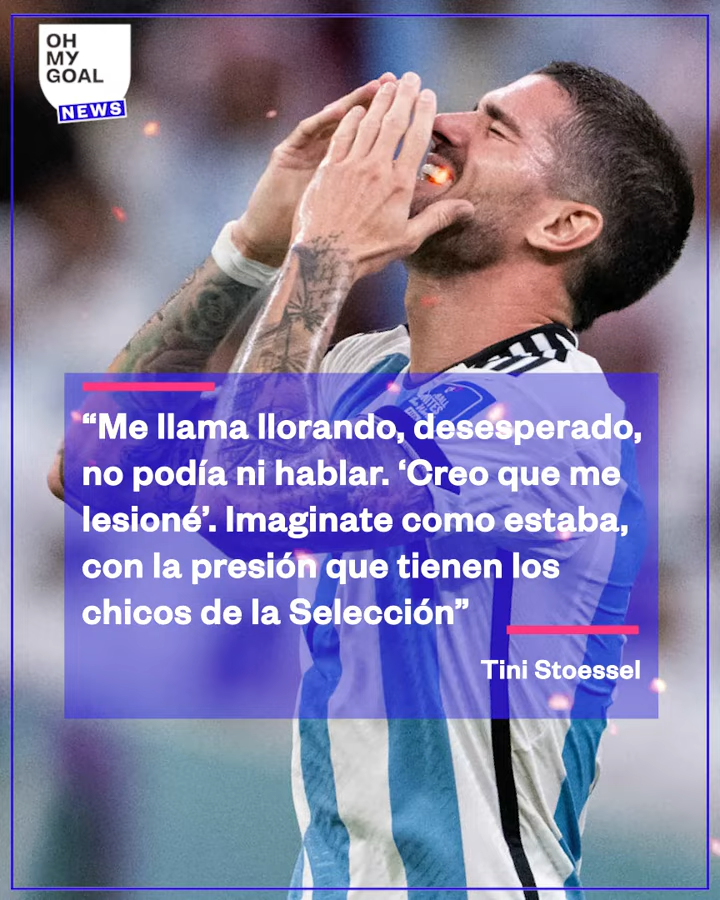 OH
MY
GOAL
NEWS
“Me llama llorando, desesperado,
no podía ni hablar. ‘Creo que me
lesioné’. Imaginate como estaba,
con la presión que tienen los
chicos de la Selección”
Tini Stoessel